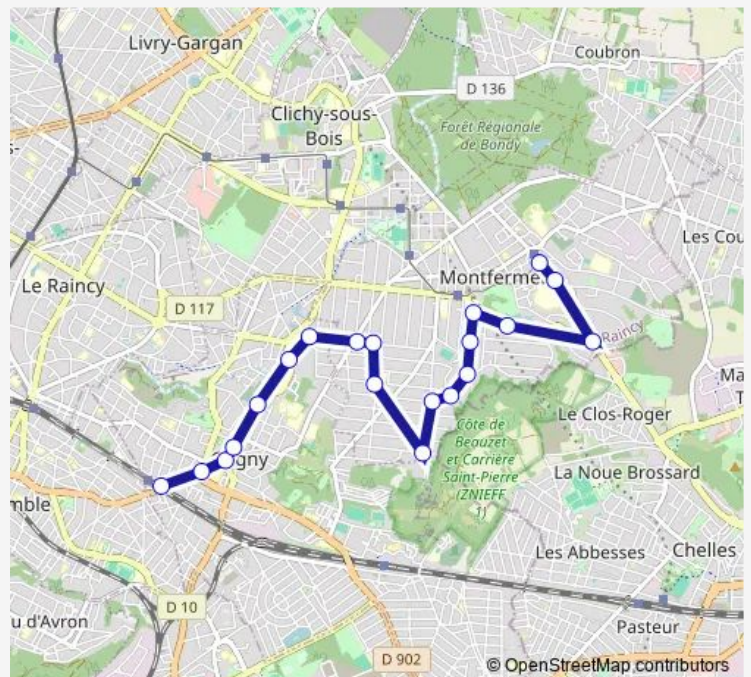 Livry-Gargan
Coubron
D 136
Clichy-sous-
Bois
Forêt Régionale
de Bondy
s-
Les Cou
Montferme
Le Raincy
D 117
Raincy
Ma
T
Le Clos-Roger
Côte de
Beauzet
et Carrière
Saint-Pierre
(ZNIEFF
1)
gny
La Noue Brossard
mble
Les Abbesses
Chelles
D 10
u d'Avron
Pasteur
D 902
© OpenStreetMap contributors